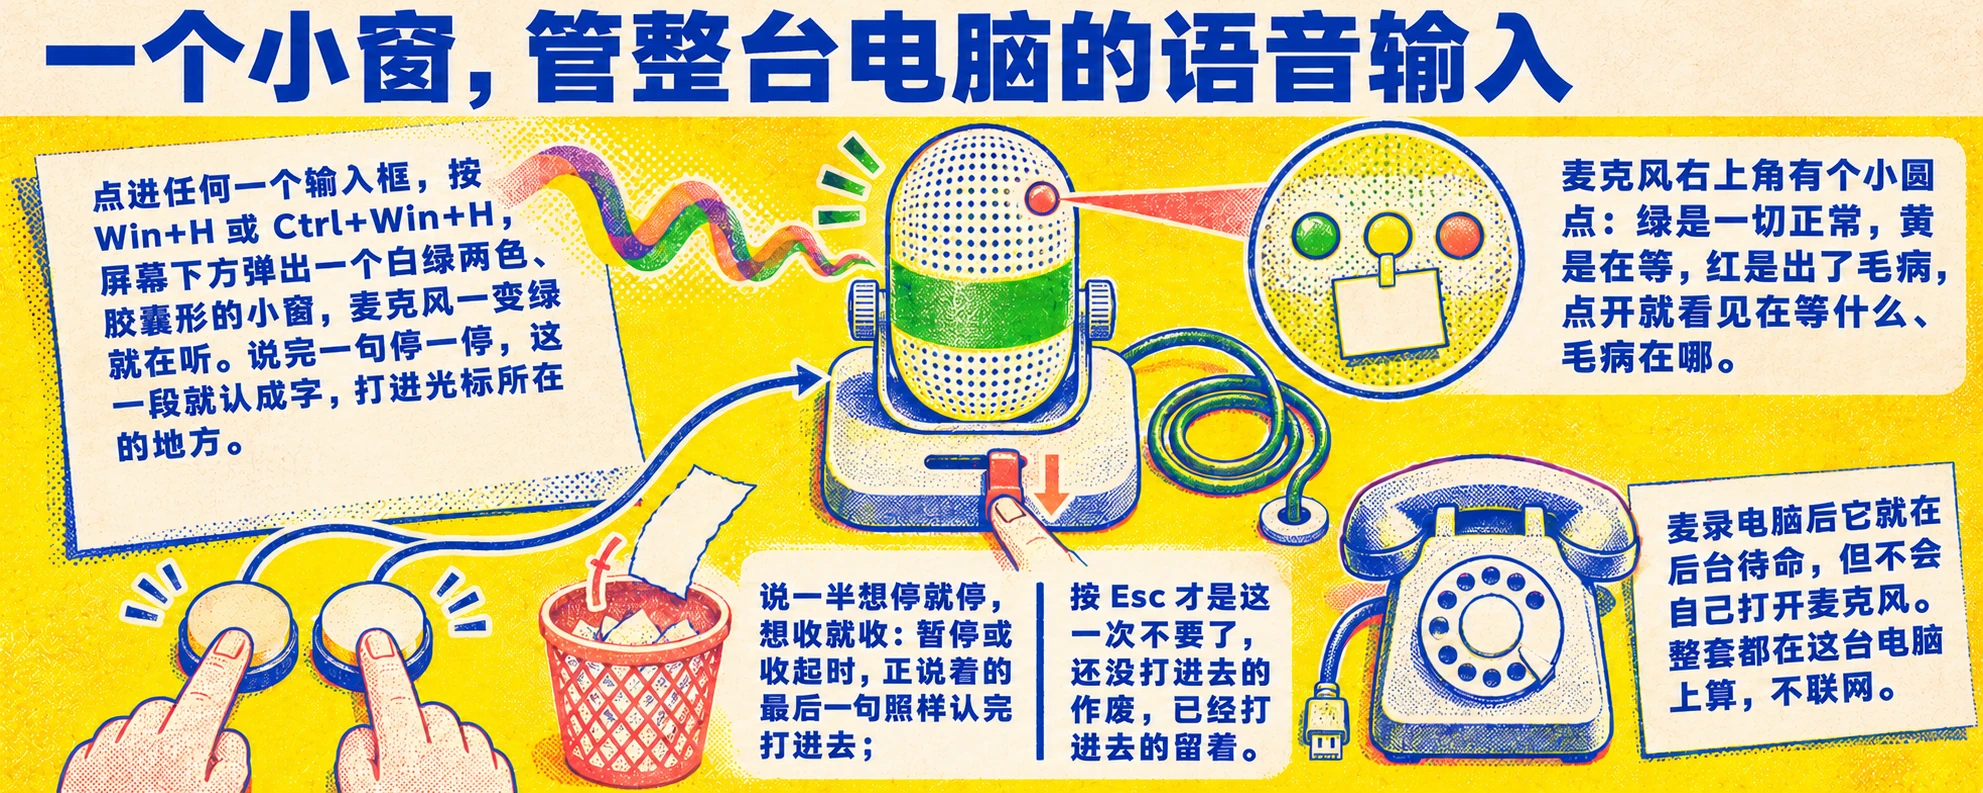 一个小窗，管整台电脑的语音输入
点进任何一个输入框，按
Win+H 或 Ctrl+Win+H，
屏幕下方弹出一个白绿两色、
胶囊形的小窗，麦克风一变绿
就在听。说完一句停一停，这
一段就认成字，打进光标所在
的地方。
麦克风右上角有个小圆
点：绿是一切正常，黄
是在等，红是出了毛病，
点开就看见在等什么、
毛病在哪。
说一半想停就停，
想收就收：暂停或
收起时，正说着的
最后一句照样认完
打进去；
按 Esc 才是这
一次不要了，
还没打进去的
作废，已经打
进去的留着。
麦录电脑后它就在
后台待命，但不会
自己打开麦克风。
整套都在这台电脑
上算，不联网。